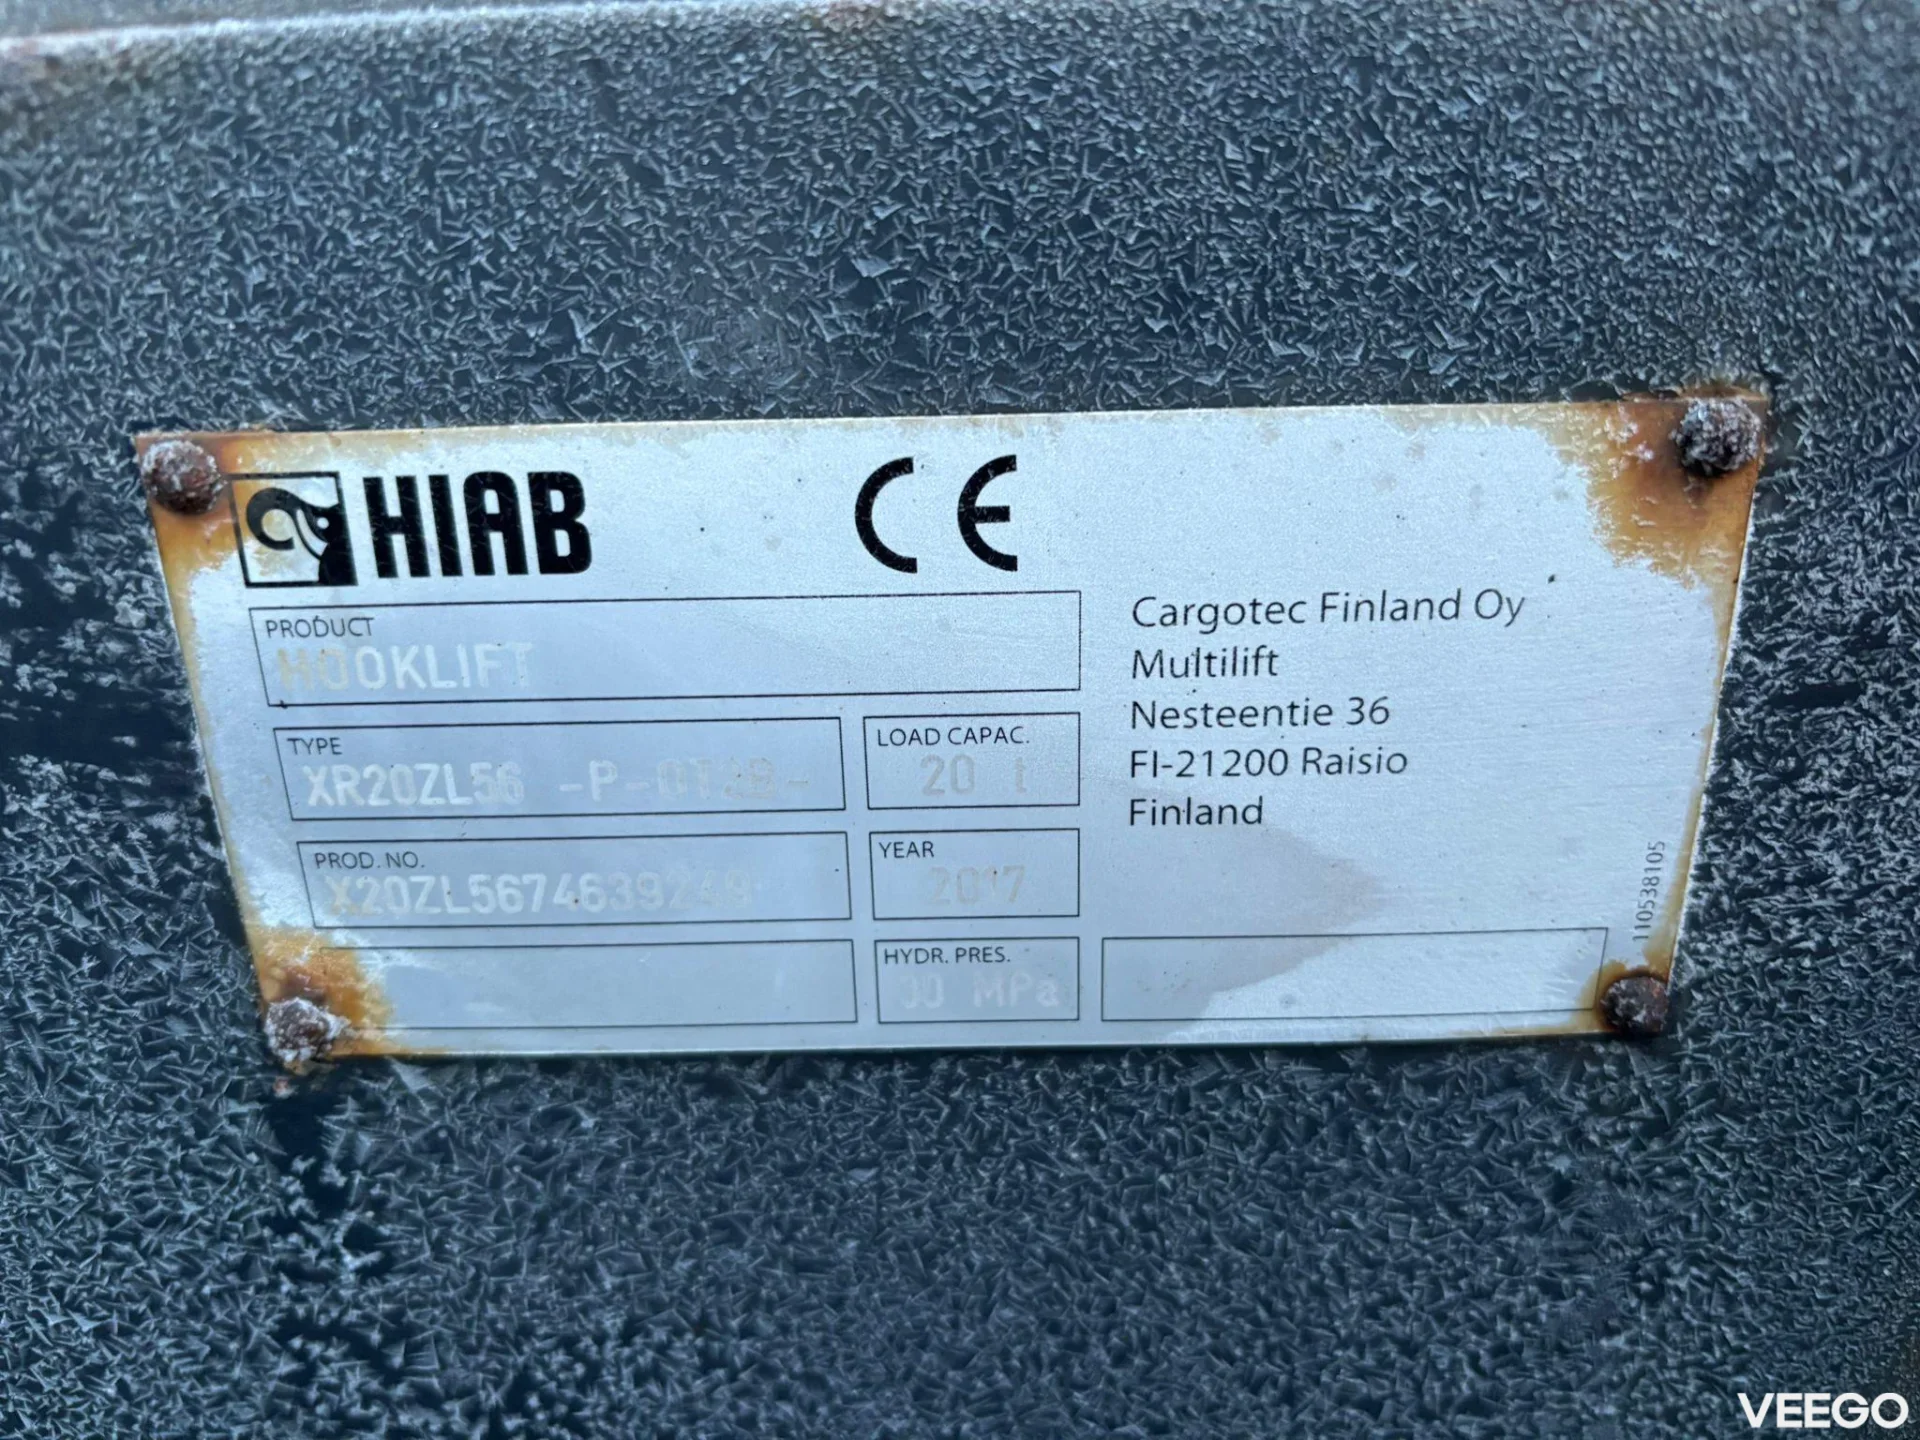 HIAB
CE
PRODUCT
HOOKLIFT
TYPE
XR20ZL56
LOAD CAPAC.
20 t
PROD. NO.
YEAR
2017
HYDR. PRES.
MPa
Cargotec Finland Oy
Multilift
Nesteentie 36
FI-21200 Raisio
Finland
110538105
VEEGO